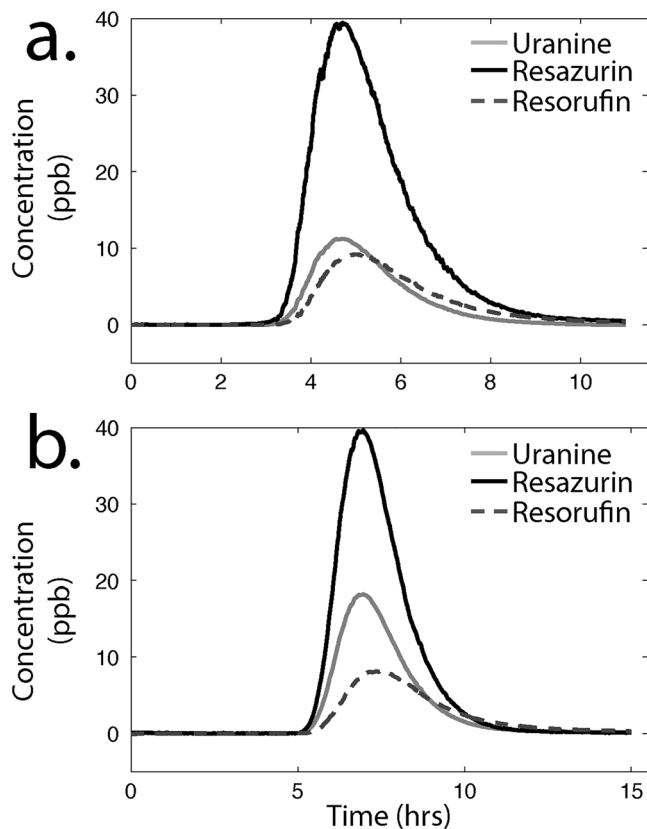 a.
Uranine
Resazurin
Resorufin
Concentration
(ppb)
40
30
20
10
0
0 2 4 6 8 10
b.
Uranine
Resazurin
Resorufin
Concentration
(ppb)
40
30
20
10
0
0 5 10 15
Time (hrs)